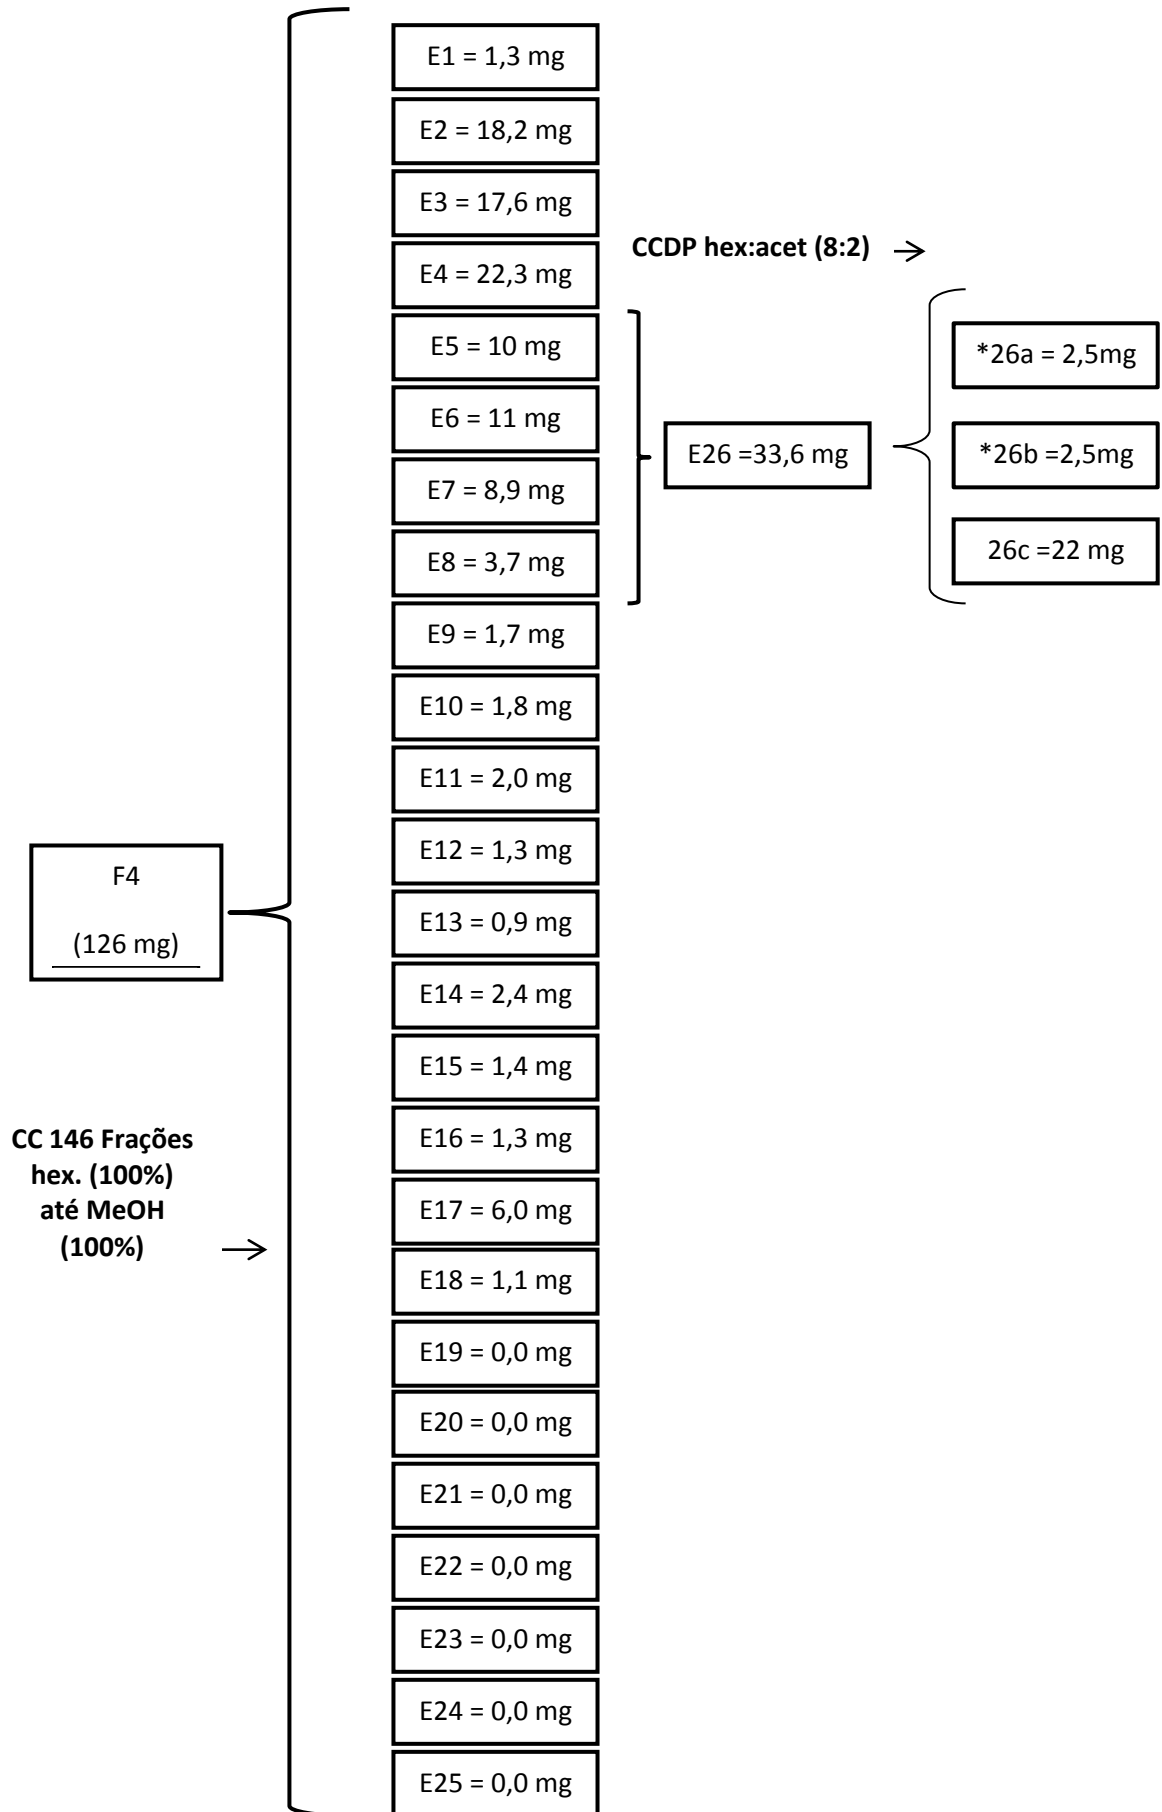 E1 = 1,3 mg
E2 = 18,2 mg
E3 = 17,6 mg
CCDP hex:acet (8:2) →
E4 = 22,3 mg
E5 = 10 mg
*26a = 2,5mg
E6 = 11 mg
E26 =33,6 mg
*26b =2,5mg
E7 = 8,9 mg
E8 = 3,7 mg
26c =22 mg
E9 = 1,7 mg
E10 = 1,8 mg
E11 = 2,0 mg
E12 = 1,3 mg
F4
(126 mg)
E13 = 0,9 mg
E14 = 2,4 mg
E15 = 1,4 mg
CC 146 Frações
hex. (100%)
até MeOH
(100%) →
E16 = 1,3 mg
E17 = 6,0 mg
E18 = 1,1 mg
E19 = 0,0 mg
E20 = 0,0 mg
E21 = 0,0 mg
E22 = 0,0 mg
E23 = 0,0 mg
E24 = 0,0 mg
E25 = 0,0 mg